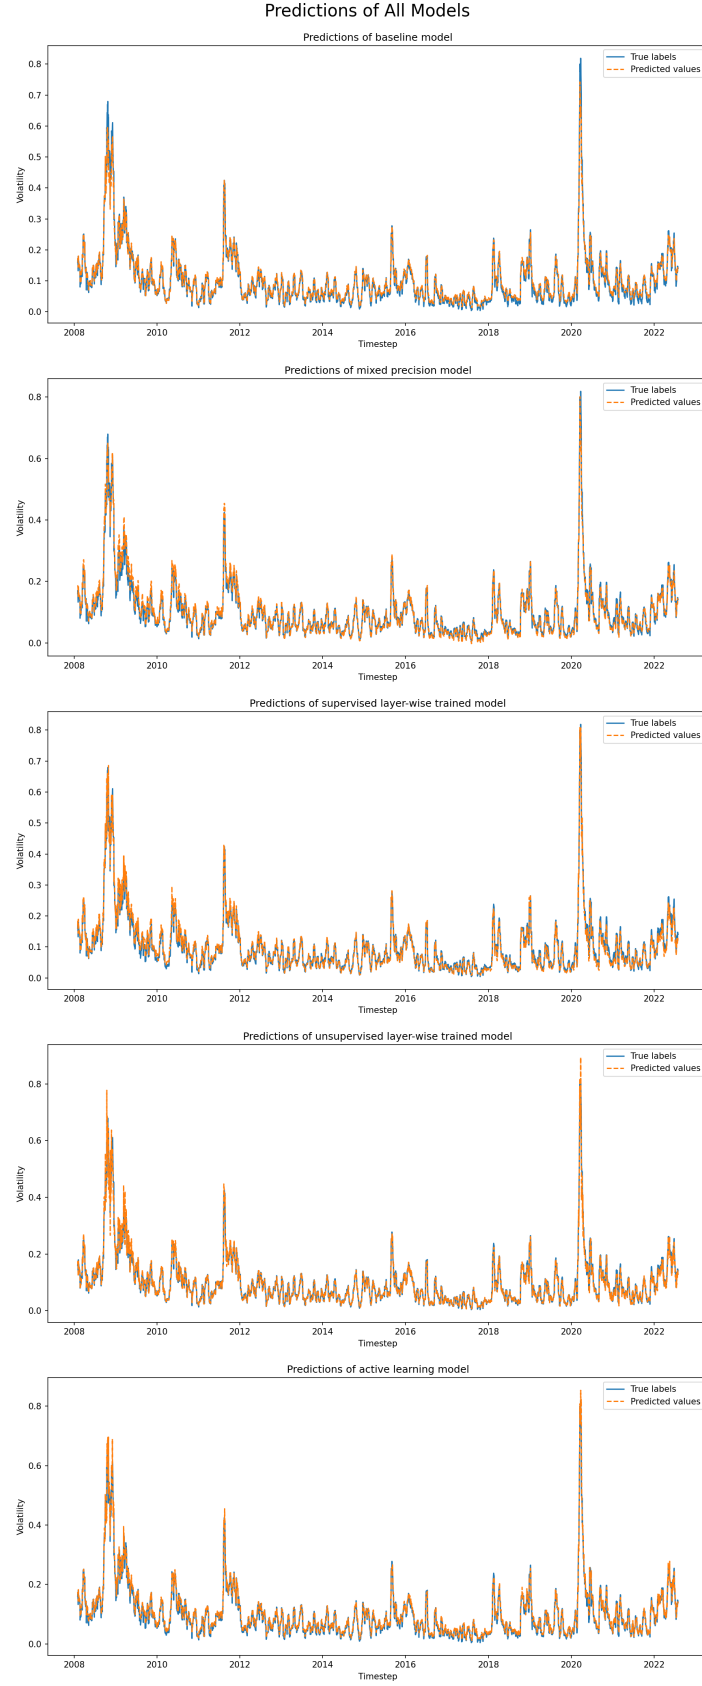 Predictions of All Models
Predictions of baseline model
True labels
Predicted values
0.8
0.7
0.6
0.5
0.4
0.3
0.2
0.1
0.0
Volatility
2008 2010 2012 2014 2016 2018 2020 2022
Timestep
Predictions of mixed precision model
True labels
Predicted values
0.8
0.6
0.4
0.2
0.0
Volatility
2008 2010 2012 2014 2016 2018 2020 2022
Timestep
Predictions of supervised layer-wise trained model
True labels
Predicted values
0.8
0.7
0.6
0.5
0.4
0.3
0.2
0.1
0.0
Volatility
2008 2010 2012 2014 2016 2018 2020 2022
Timestep
Predictions of unsupervised layer-wise trained model
True labels
Predicted values
0.8
0.6
0.4
0.2
0.0
Volatility
2008 2010 2012 2014 2016 2018 2020 2022
Timestep
Predictions of active learning model
True labels
Predicted values
0.8
0.6
0.4
0.2
0.0
Volatility
2008 2010 2012 2014 2016 2018 2020 2022
Timestep